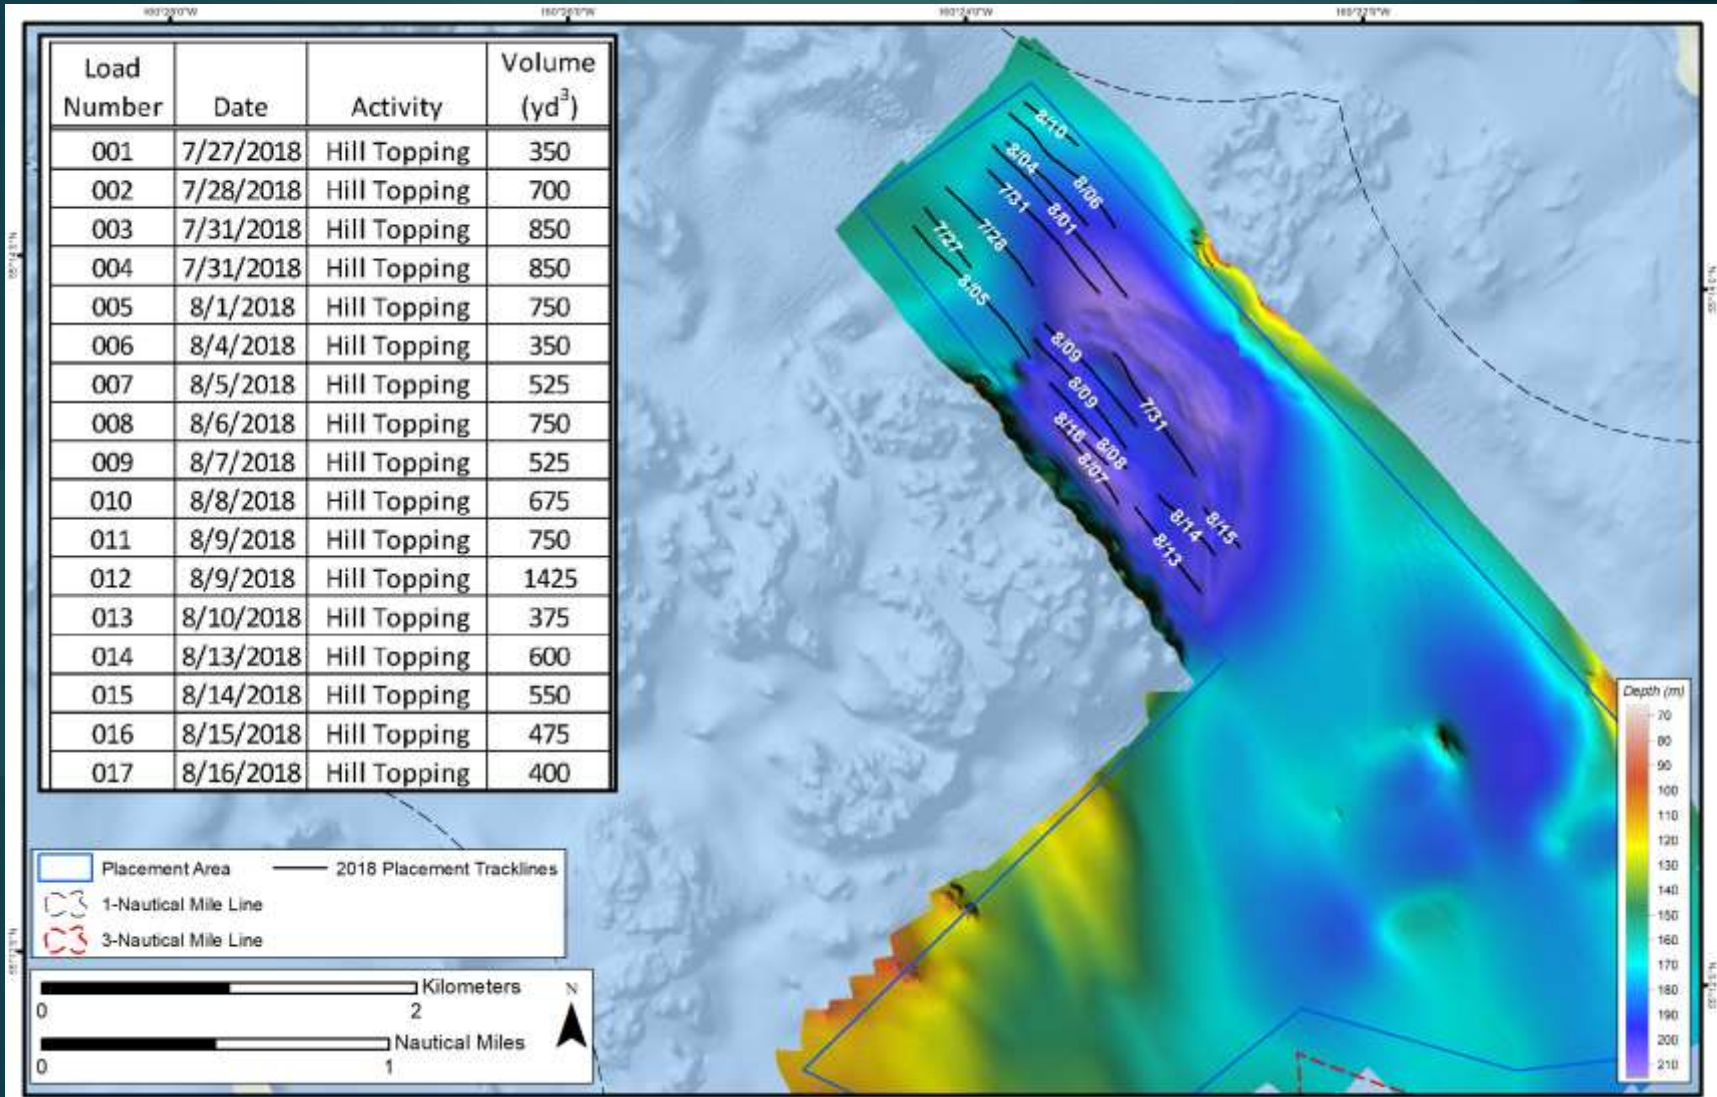 160°26'0"W
160°24'0"W
Load Number Date Activity Volume (yd³)
001 7/27/2018 Hill Topping 350
002 7/28/2018 Hill Topping 700
003 7/31/2018 Hill Topping 850
004 7/31/2018 Hill Topping 850
005 8/1/2018 Hill Topping 750
006 8/4/2018 Hill Topping 350
007 8/5/2018 Hill Topping 525
008 8/6/2018 Hill Topping 750
009 8/7/2018 Hill Topping 525
010 8/8/2018 Hill Topping 675
011 8/9/2018 Hill Topping 750
012 8/9/2018 Hill Topping 1425
013 8/10/2018 Hill Topping 375
014 8/13/2018 Hill Topping 600
015 8/14/2018 Hill Topping 550
016 8/15/2018 Hill Topping 475
017 8/16/2018 Hill Topping 400
8/10
8/04
8/06
7/31
8/01
7/28
7/27
8/05
8/09
8/09
7/31
8/16
8/08
8/07
8/14
8/15
8/13
Placement Area
2018 Placement Tracklines
1-Nautical Mile Line
3-Nautical Mile Line
Kilometers
0 2
Nautical Miles
0 1
N
Depth (m)
70
80
90
100
110
120
130
140
150
160
170
180
190
200
210